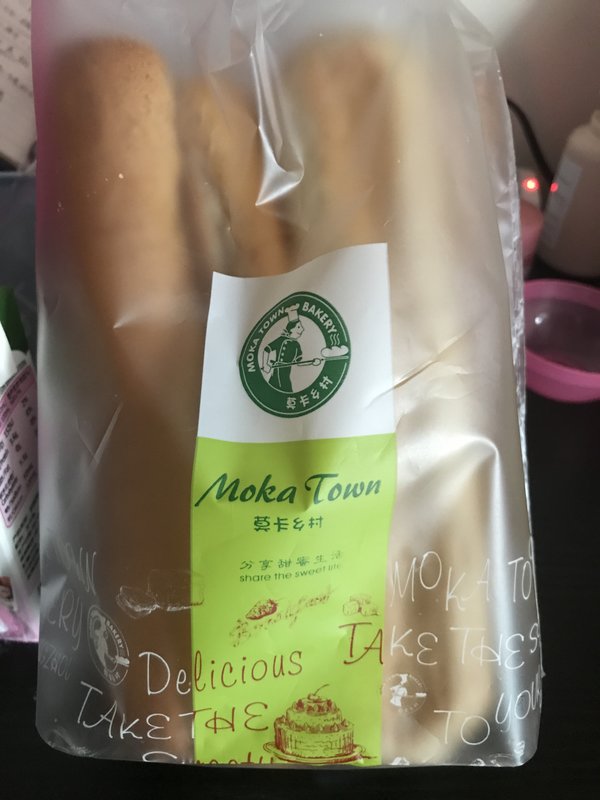 MOKA TOWN BAKERY
莫卡乡村
Moka Town
莫卡乡村
分享甜蜜生活
share the sweet life
MOKA TO
TAKE THE S
Delicious
TAKE THE
TO YOU